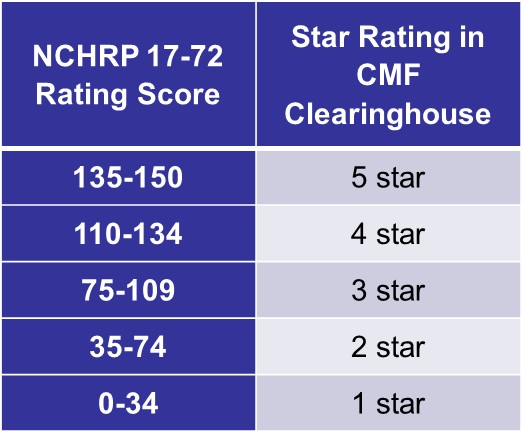 NCHRP 17-72
Rating Score
Star Rating in
CMF
Clearinghouse
135-150 5 star
110-134 4 star
75-109 3 star
35-74 2 star
0-34 1 star